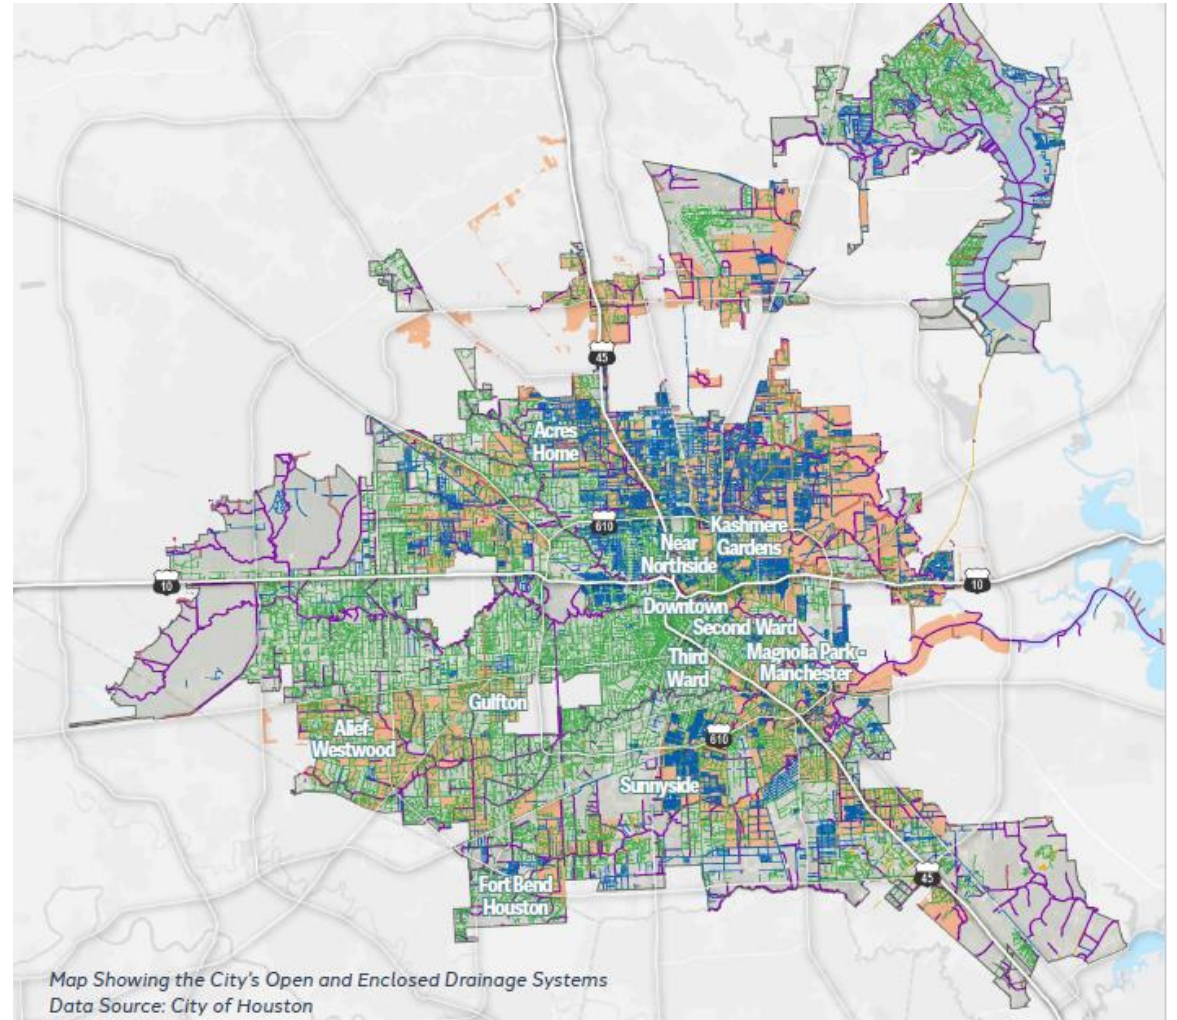 45
Acres
Home
610
Kashmere
Gardens
Near
Northside
10
10
Downtown
Second Ward
Magnolia Park -
Manchester
Third
Ward
Gulfton
Alief-
Westwood
610
Sunnyside
45
Fort Bend
Houston
Map Showing the City's Open and Enclosed Drainage Systems
Data Source: City of Houston